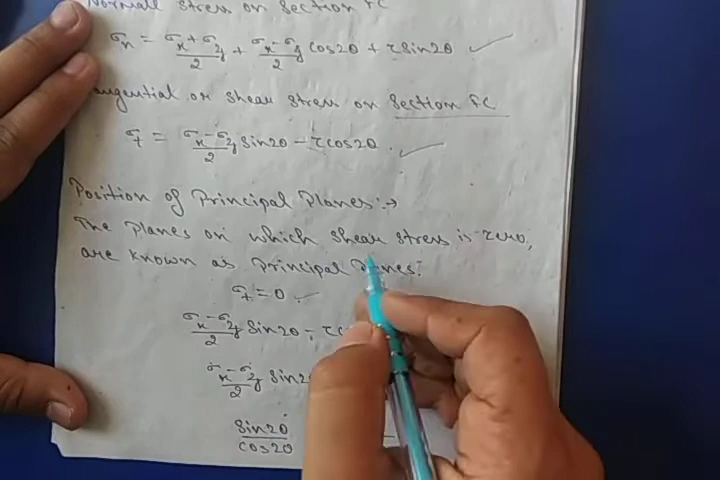 Normal stress on Section FC
σn = σx+σy/2 + σx-σy/2 cos2θ + τ sin2θ
Tangential or shear stress on Section FC
σt = σx-σy/2 sin2θ - τ cos2θ.
Position of Principal Planes:→
The planes on which shear stress is zero,
are known as Principal Planes:
σt = 0
σx-σy/2 sin2θ - τc
σx-σy/2 sin2
sin2θ/cos2θ